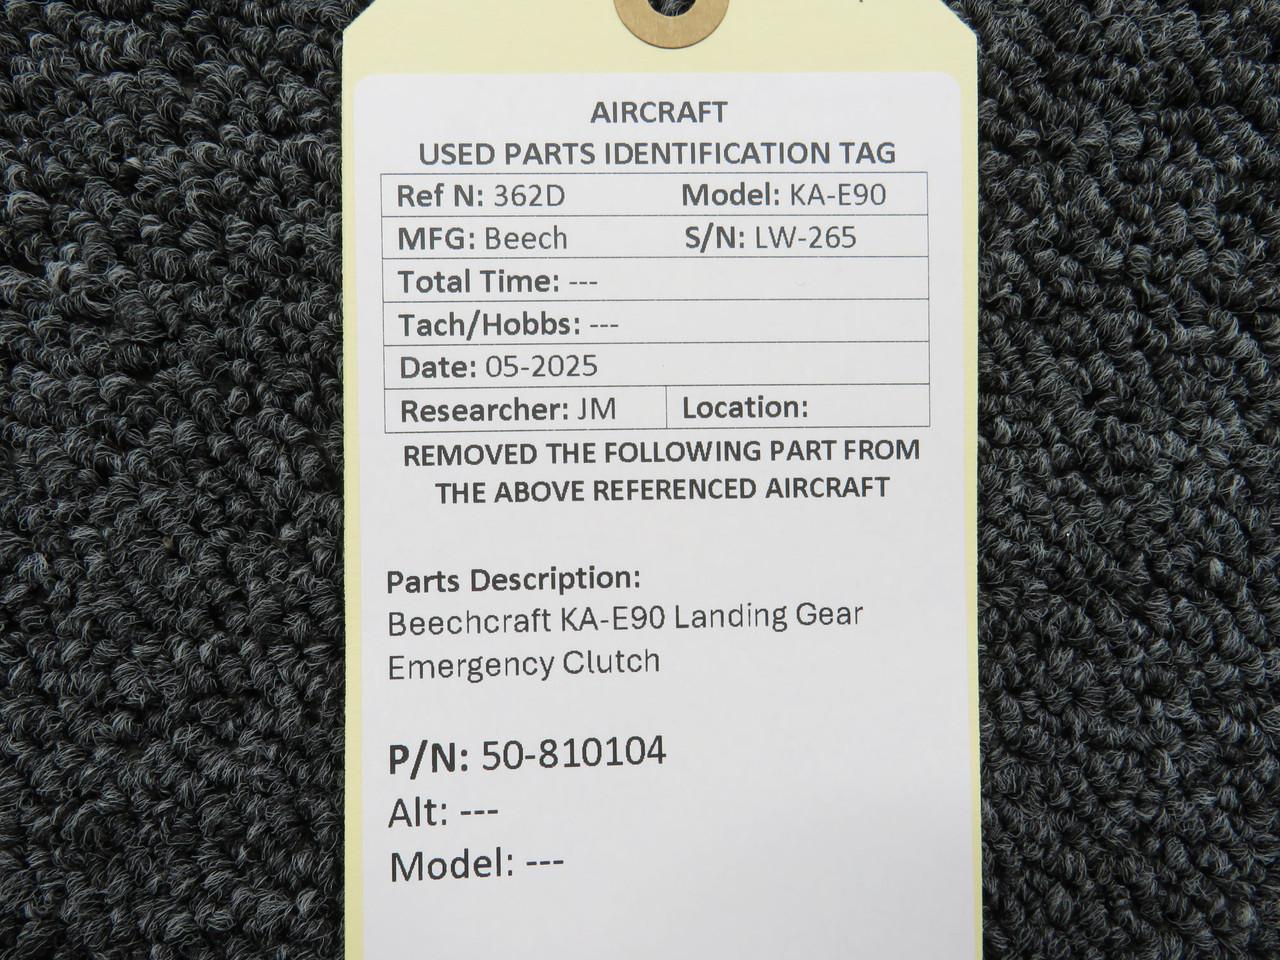 AIRCRAFT
USED PARTS IDENTIFICATION TAG
Ref N: 362D Model: KA-E90
MFG: Beech S/N: LW-265
Total Time: ---
Tach/Hobbs: ---
Date: 05-2025
Researcher: JM Location:
REMOVED THE FOLLOWING PART FROM
THE ABOVE REFERENCED AIRCRAFT
Parts Description:
Beechcraft KA-E90 Landing Gear
Emergency Clutch
P/N: 50-810104
Alt: ---
Model: ---